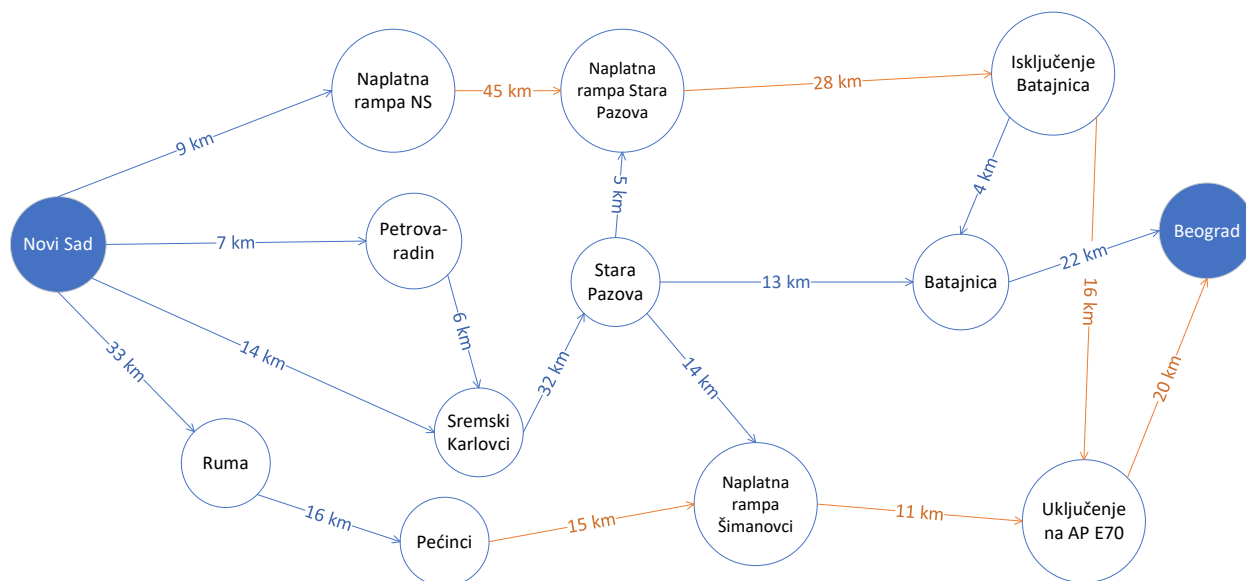 Naplatna
rampa NS
45 km
Naplatna
rampa Stara
Pazova
28 km
Isključenje
Batajnica
9 km
5 km
4 km
Novi Sad
7 km
Petrova-
radin
Stara
Pazova
13 km
Batajnica
22 km
Beograd
6 km
16 km
33 km
14 km
32 km
14 km
20 km
Ruma
Sremski
Karlovci
16 km
Pećinci
15 km
Naplatna
rampa
Šimanovci
11 km
Uključenje
na AP E70